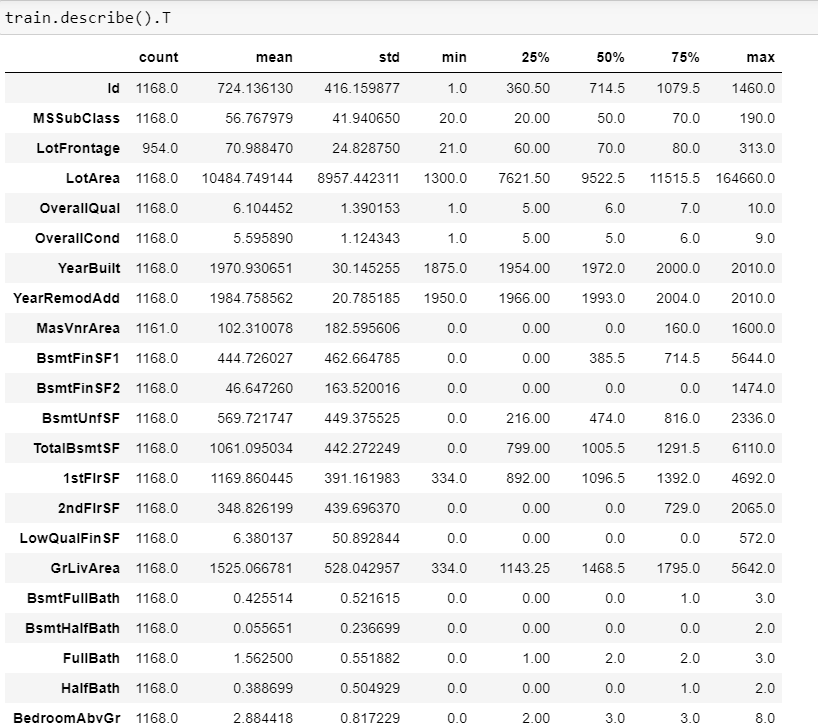 train.describe().T
count mean std min 25% 50% 75% max
Id 1168.0 724.136130 416.159877 1.0 360.50 714.5 1079.5 1460.0
MSSubClass 1168.0 56.767979 41.940650 20.0 20.00 50.0 70.0 190.0
LotFrontage 954.0 70.988470 24.828750 21.0 60.00 70.0 80.0 313.0
LotArea 1168.0 10484.749144 8957.442311 1300.0 7621.50 9522.5 11515.5 164660.0
OverallQual 1168.0 6.104452 1.390153 1.0 5.00 6.0 7.0 10.0
OverallCond 1168.0 5.595890 1.124343 1.0 5.00 5.0 6.0 9.0
YearBuilt 1168.0 1970.930651 30.145255 1875.0 1954.00 1972.0 2000.0 2010.0
YearRemodAdd 1168.0 1984.758562 20.785185 1950.0 1966.00 1993.0 2004.0 2010.0
MasVnrArea 1161.0 102.310078 182.595606 0.0 0.00 0.0 160.0 1600.0
BsmtFinSF1 1168.0 444.726027 462.664785 0.0 0.00 385.5 714.5 5644.0
BsmtFinSF2 1168.0 46.647260 163.520016 0.0 0.00 0.0 0.0 1474.0
BsmtUnfSF 1168.0 569.721747 449.375525 0.0 216.00 474.0 816.0 2336.0
TotalBsmtSF 1168.0 1061.095034 442.272249 0.0 799.00 1005.5 1291.5 6110.0
1stFlrSF 1168.0 1169.860445 391.161983 334.0 892.00 1096.5 1392.0 4692.0
2ndFlrSF 1168.0 348.826199 439.696370 0.0 0.00 0.0 729.0 2065.0
LowQualFinSF 1168.0 6.380137 50.892844 0.0 0.00 0.0 0.0 572.0
GrLivArea 1168.0 1525.066781 528.042957 334.0 1143.25 1468.5 1795.0 5642.0
BsmtFullBath 1168.0 0.425514 0.521615 0.0 0.00 0.0 1.0 3.0
BsmtHalfBath 1168.0 0.055651 0.236699 0.0 0.00 0.0 0.0 2.0
FullBath 1168.0 1.562500 0.551882 0.0 1.00 2.0 2.0 3.0
HalfBath 1168.0 0.388699 0.504929 0.0 0.00 0.0 1.0 2.0
BedroomAbvGr 1168.0 2.884418 0.817229 0.0 2.00 3.0 3.0 8.0